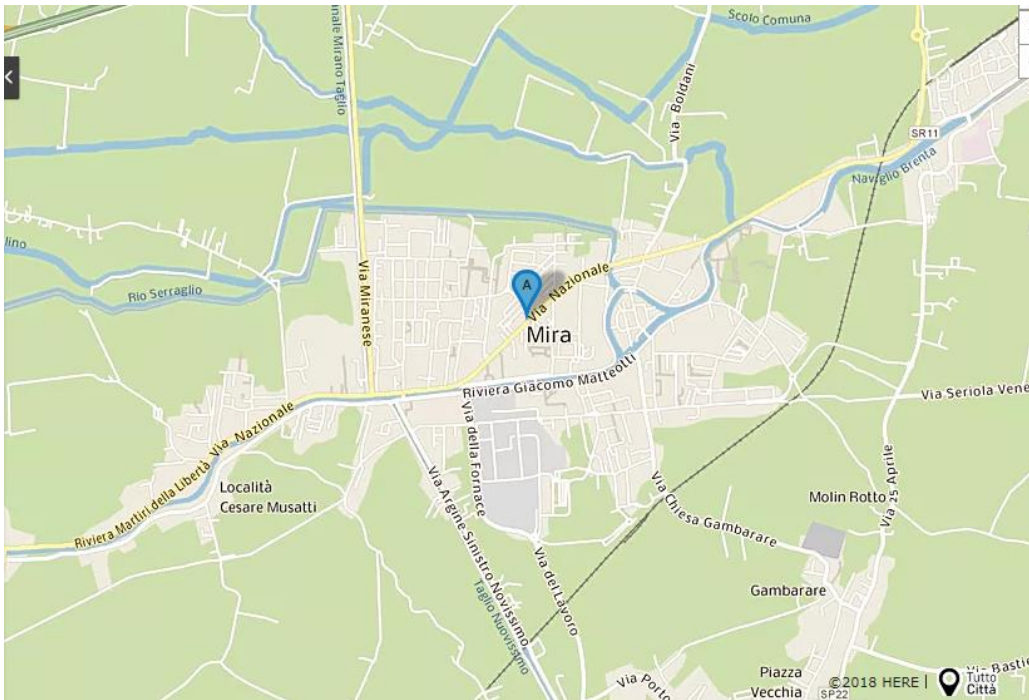 Scolo Comuna
nale Mirano Taglio
Via Boldani
SR11
Naviglio Brenta
lino
Rio Serraglio
Via Miranese
A
Via Nazionale
Mira
Riviera Giacomo Matteotti
Via Seriola Vene
Via Nazionale
Riviera Martiri della Libertà
Località
Cesare Musatti
Via della Fornace
Via Argine Sinistro Novissimo
Taglio Nuovissimo
Via del Lavoro
Via Chiesa Gambarare
Molin Rotto
Via 25 Aprile
Gambarare
Piazza
Vecchia
Via Porto
SP22
Via Bastie
©2018 HERE |
Tutto
Città